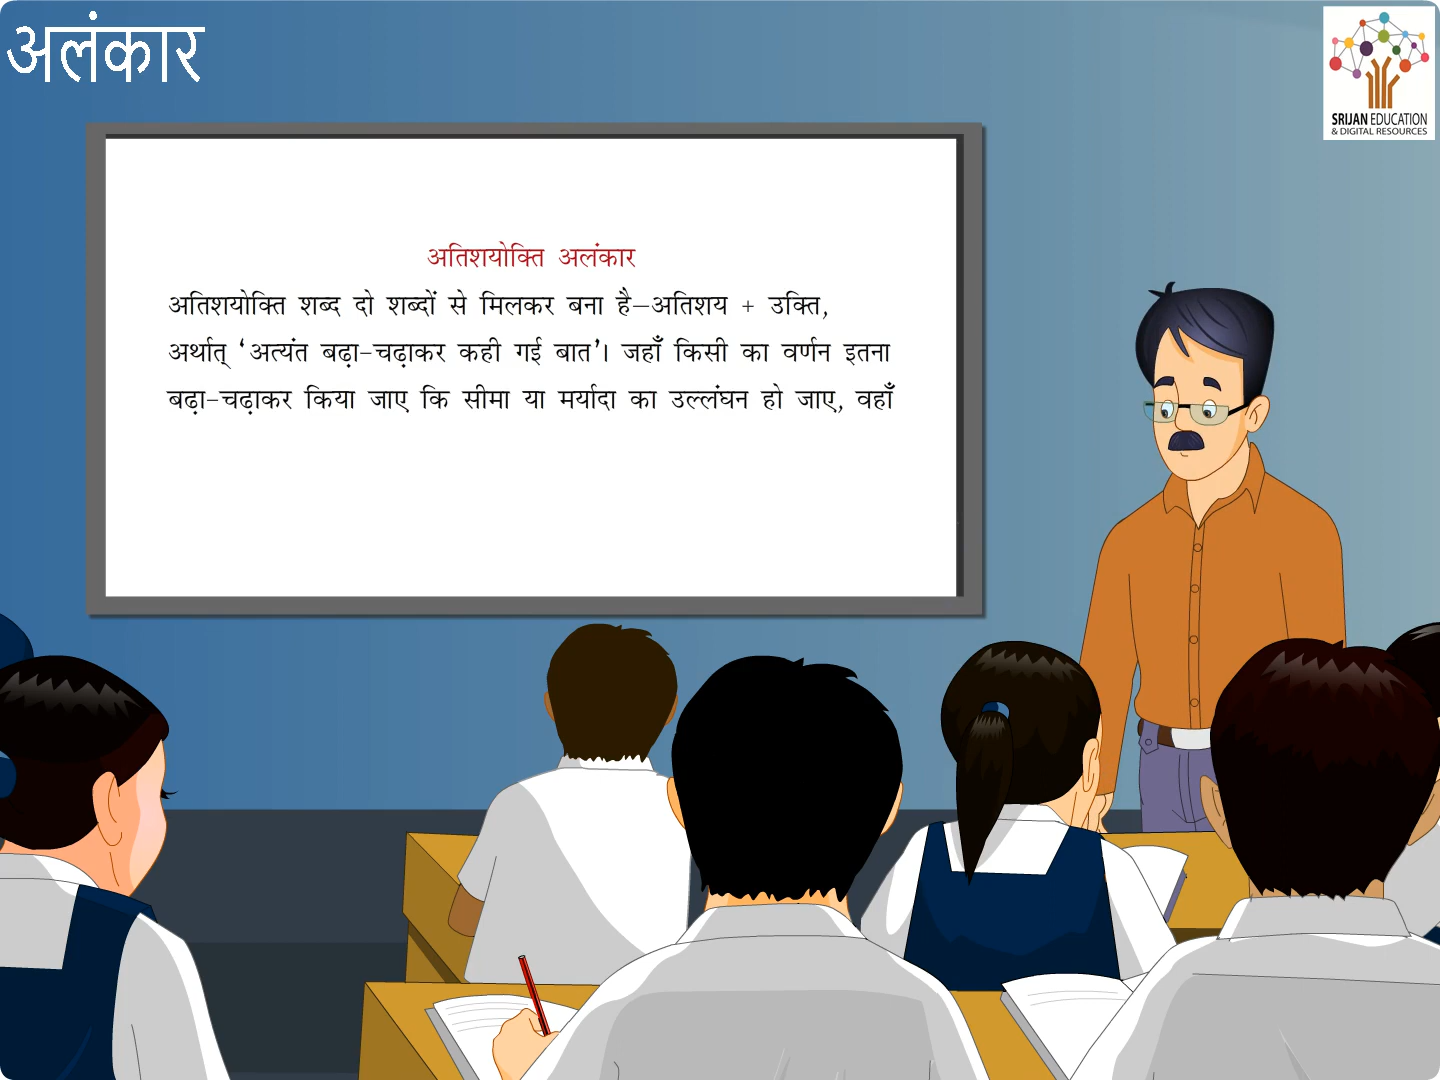 अलंकार
SRIJAN EDUCATION
& DIGITAL RESOURCES
अतिशयोक्ति अलंकार
अतिशयोक्ति शब्द दो शब्दों से मिलकर बना है–अतिशय + उक्ति,
अर्थात् ‘अत्यंत बढ़ा-चढ़ाकर कही गई बात’। जहाँ किसी का वर्णन इतना
बढ़ा-चढ़ाकर किया जाए कि सीमा या मर्यादा का उल्लंघन हो जाए, वहाँ